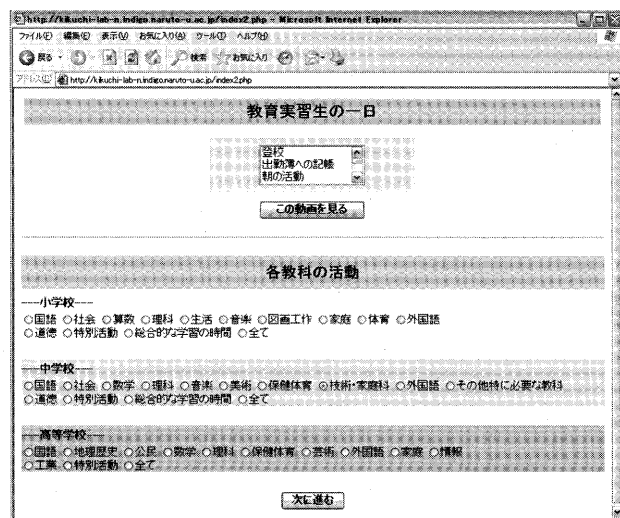 http://kikuchi-lab-n.indigo.naruto-u.ac.jp/index2.php - Microsoft Internet Explorer
ファイル(F) 編集(E) 表示(V) お気に入り(A) ツール(T) ヘルプ(H)
戻る 検索 お気に入り
アドレス(D) http://kikuchi-lab-n.indigo.naruto-u.ac.jp/index2.php
教育実習生の一日
登校
出勤簿への記帳
朝の活動
この動画を見る
各教科の活動
----小学校----
○国語 ○社会 ○算数 ○理科 ○生活 ○音楽 ○図画工作 ○家庭 ○体育 ○外国語
○道徳 ○特別活動 ○総合的な学習の時間 ○全て
----中学校----
○国語 ○社会 ○数学 ○理科 ○音楽 ○美術 ○保健体育 ◎技術・家庭科 ○外国語 ○その他特に必要な教科
○道徳 ○特別活動 ○総合的な学習の時間 ○全て
----高等学校----
○国語 ○地理歴史 ○公民 ○数学 ○理科 ○保健体育 ○芸術 ○外国語 ○家庭 ○情報
○工業 ○特別活動 ○全て
次に進む